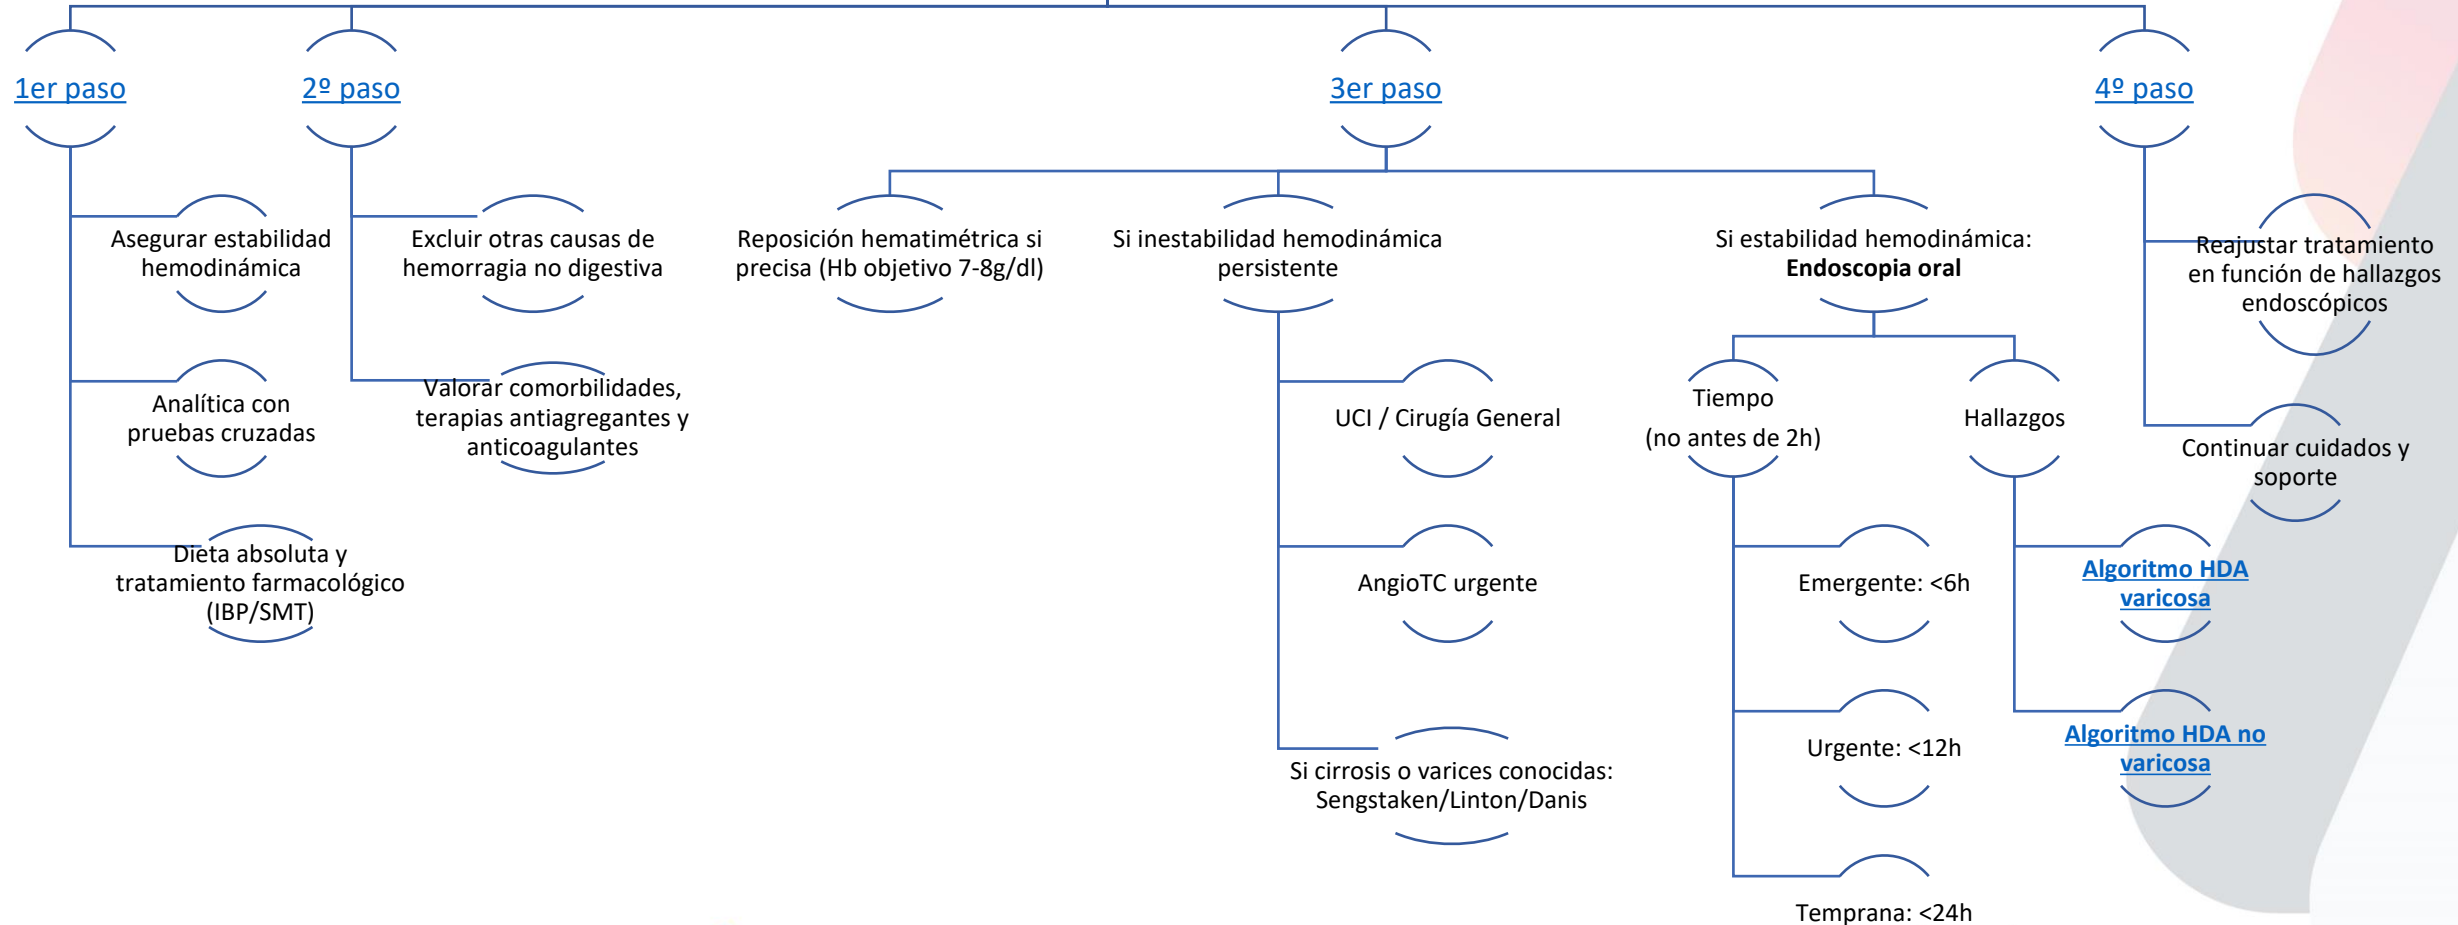 1er paso
Asegurar estabilidad
hemodinámica
Analítica con
pruebas cruzadas
Dieta absoluta y
tratamiento farmacológico
(IBP/SMT)
2º paso
Excluir otras causas de
hemorragia no digestiva
Valorar comorbilidades,
terapias antiagregantes y
anticoagulantes
3er paso
Reposición hematimétrica si
precisa (Hb objetivo 7-8g/dl)
Si inestabilidad hemodinámica
persistente
UCI / Cirugía General
AngioTC urgente
Si cirrosis o varices conocidas:
Sengstaken/Linton/Danis
Si estabilidad hemodinámica:
Endoscopia oral
Tiempo
(no antes de 2h)
Emergente: <6h
Urgente: <12h
Temprana: <24h
Hallazgos
Algoritmo HDA
varicosa
Algoritmo HDA no
varicosa
4º paso
Reajustar tratamiento
en función de hallazgos
endoscópicos
Continuar cuidados y
soporte